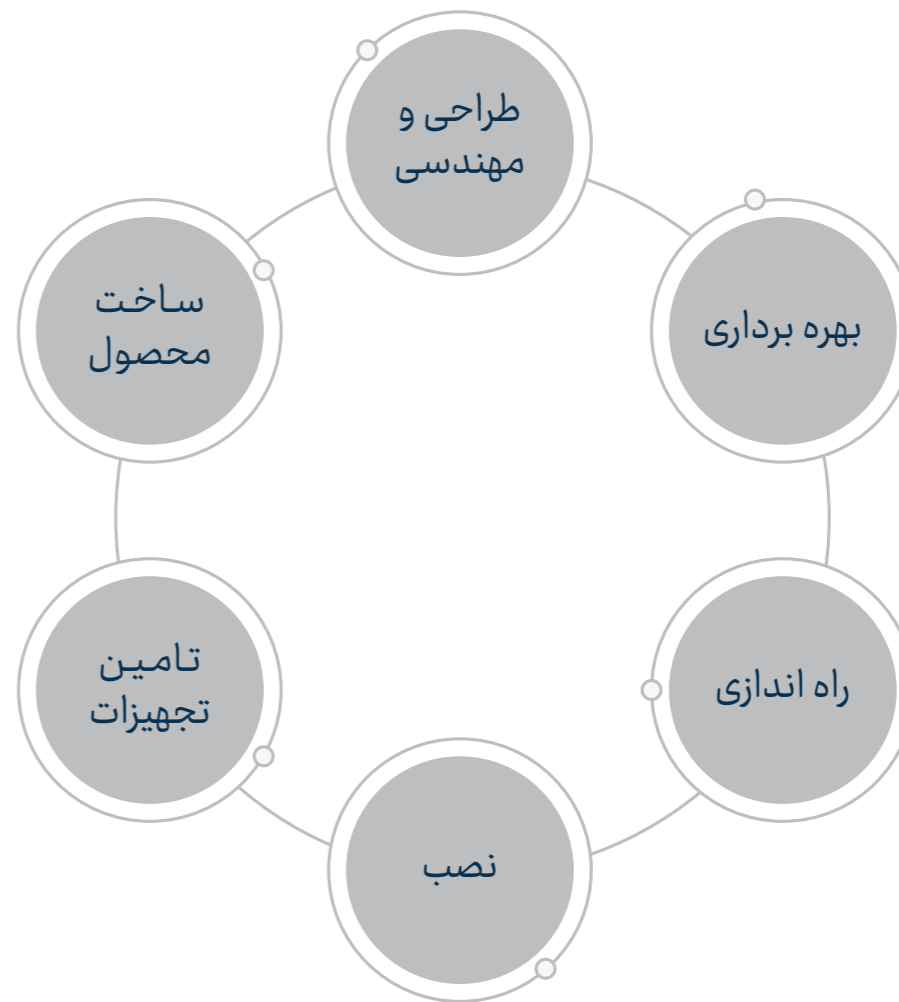 طراحی و
مهندسی
بهره برداری
ساخت
محصول
راه اندازی
تامین
تجهیزات
نصب